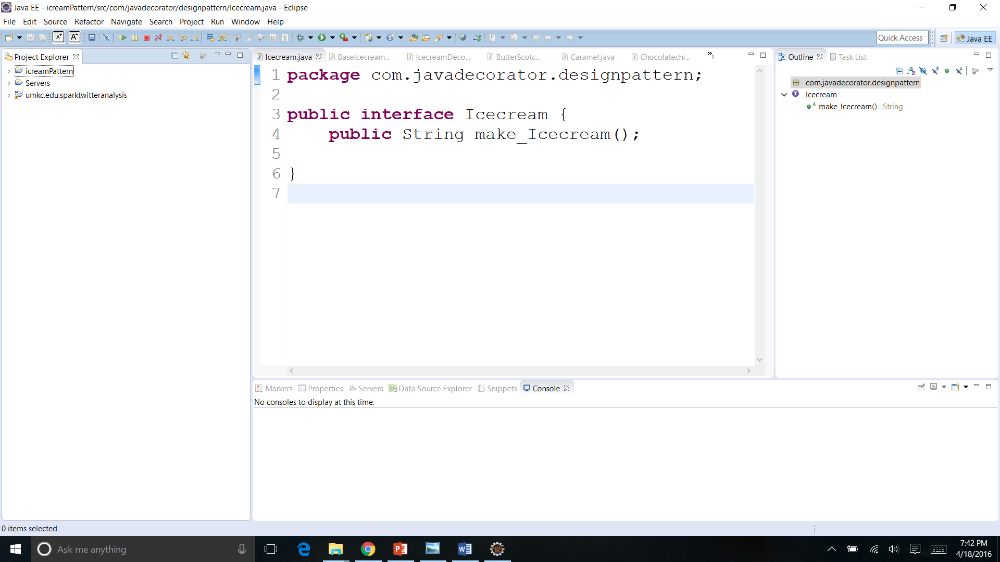 Java EE - icreamPattern/src/com/javadecorator/designpattern/Icecream.java - Eclipse
File Edit Source Refactor Navigate Search Project Run Window Help
Quick Access
Java EE
Project Explorer
icreamPattern
Servers
umkc.edu.sparktwitteranalysis
Icecream.java BaseIcecream... IcecreamDeco... ButterScotc... Caramel.java Chocolatechi... »1
1 package com.javadecorator.designpattern;
2
3 public interface Icecream {
4 public String make_Icecream();
5
6 }
7
Outline Task List
com.javadecorator.designpattern
Icecream
make_Icecream() : String
Markers Properties Servers Data Source Explorer Snippets Console
No consoles to display at this time.
0 items selected
Ask me anything
7:42 PM
4/18/2016